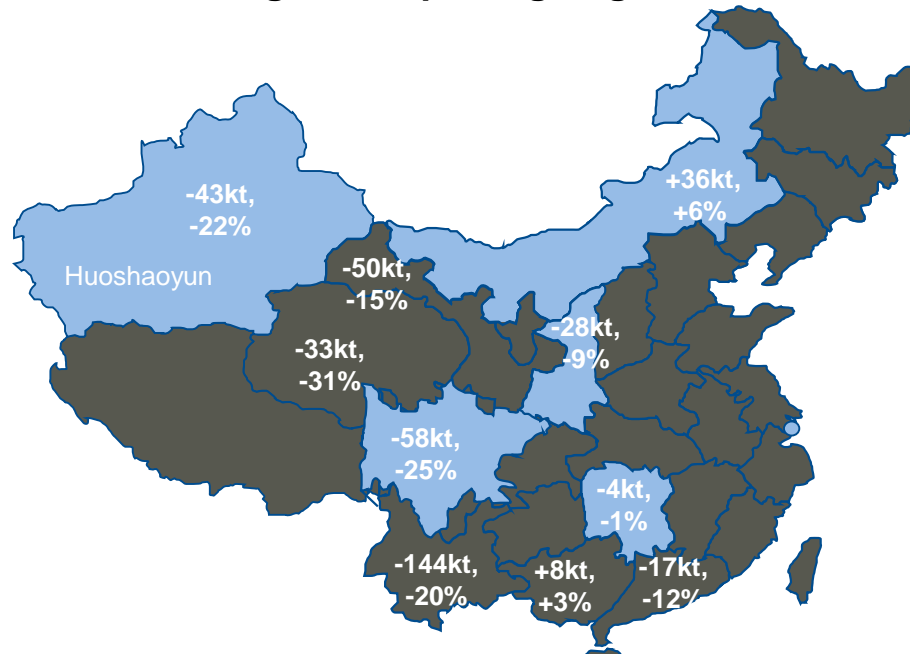 -43kt,
-22%
Huoshaoyun
+36kt,
+6%
-50kt,
-15%
-33kt,
-31%
-28kt,
-9%
-58kt,
-25%
-4kt,
-1%
-144kt,
-20%
+8kt,
+3%
-17kt,
-12%